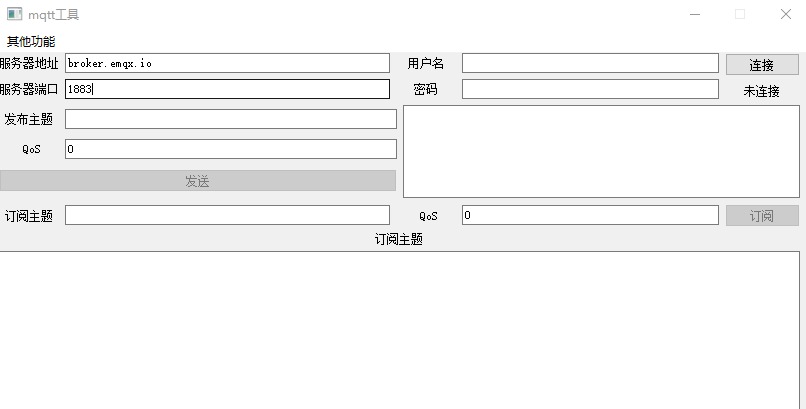 mqtt工具
其他功能
服务器地址 broker.emqx.io 用户名 连接
服务器端口 1883 密码 未连接
发布主题
QoS 0
发送
订阅主题 QoS 0 订阅
订阅主题